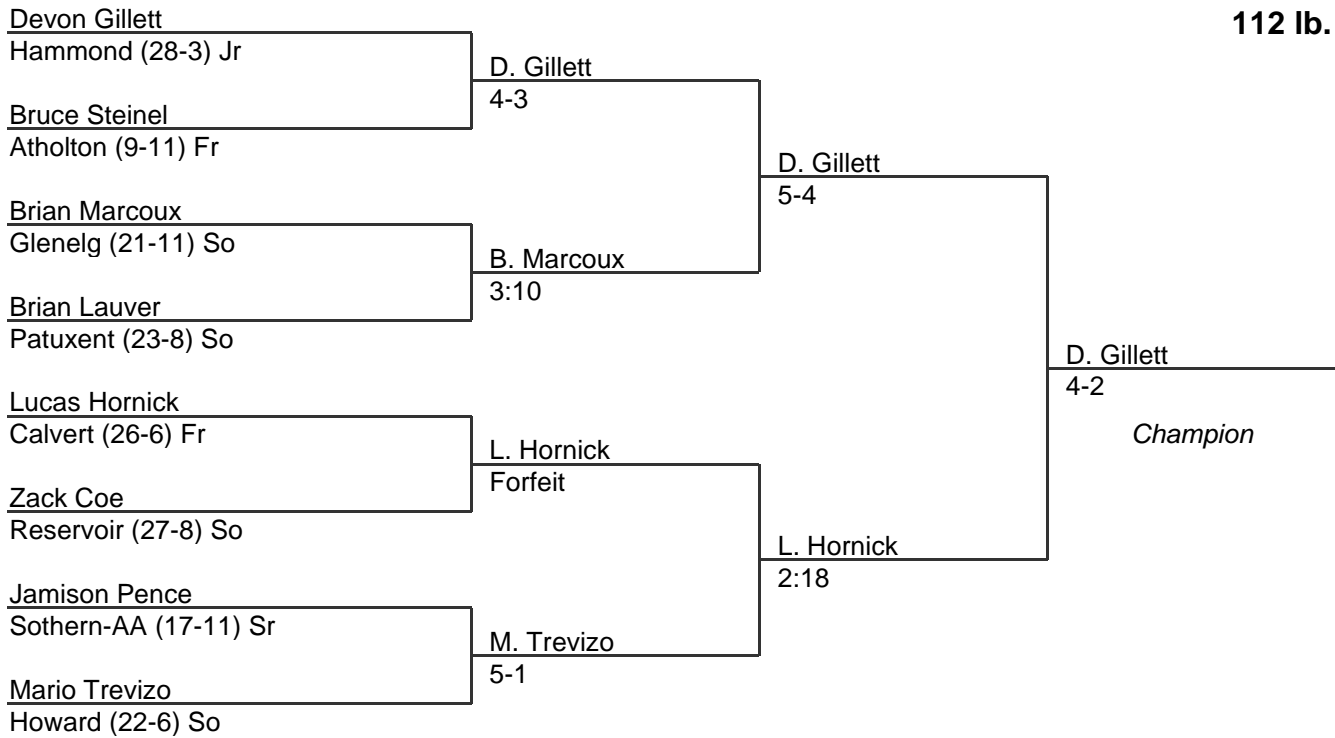 112 lb.
Devon Gillett
Hammond (28-3) Jr
Bruce Steinel
Atholton (9-11) Fr
Brian Marcoux
Glenelg (21-11) So
Brian Lauver
Patuxent (23-8) So
Lucas Hornick
Calvert (26-6) Fr
Zack Coe
Reservoir (27-8) So
Jamison Pence
Sothern-AA (17-11) Sr
Mario Trevizo
Howard (22-6) So
D. Gillett
4-3
B. Marcoux
3:10
L. Hornick
Forfeit
M. Trevizo
5-1
D. Gillett
5-4
L. Hornick
2:18
D. Gillett
4-2
Champion